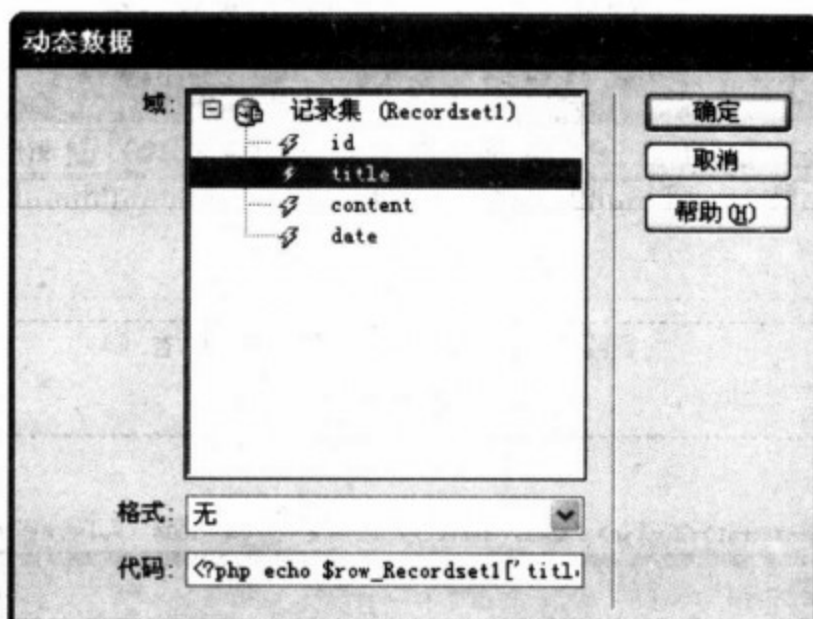 动态数据
域:
记录集 (Recordset1)
id
title
content
date
确定
取消
帮助(H)
格式: 无
代码: <?php echo $row_Recordset1['titl